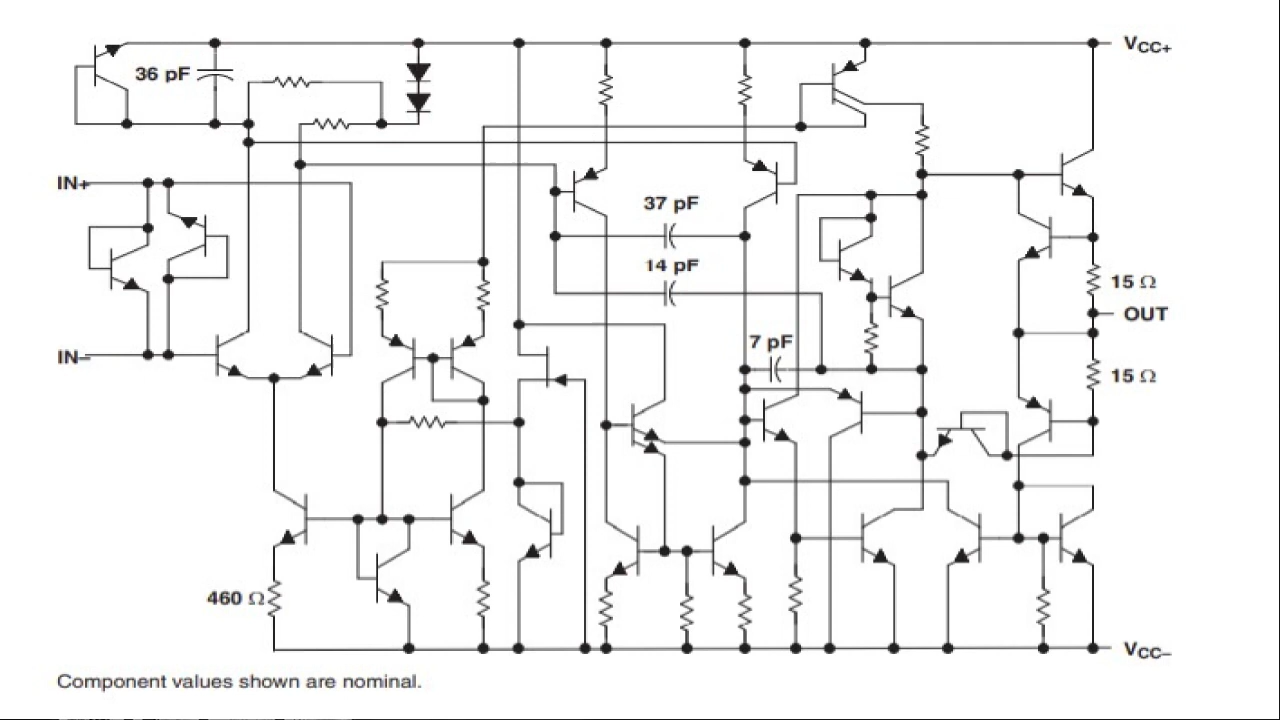 VCC+
36 pF
IN+
37 pF
14 pF
15 Ω
OUT
7 pF
IN−
15 Ω
460 Ω
VCC−
Component values shown are nominal.